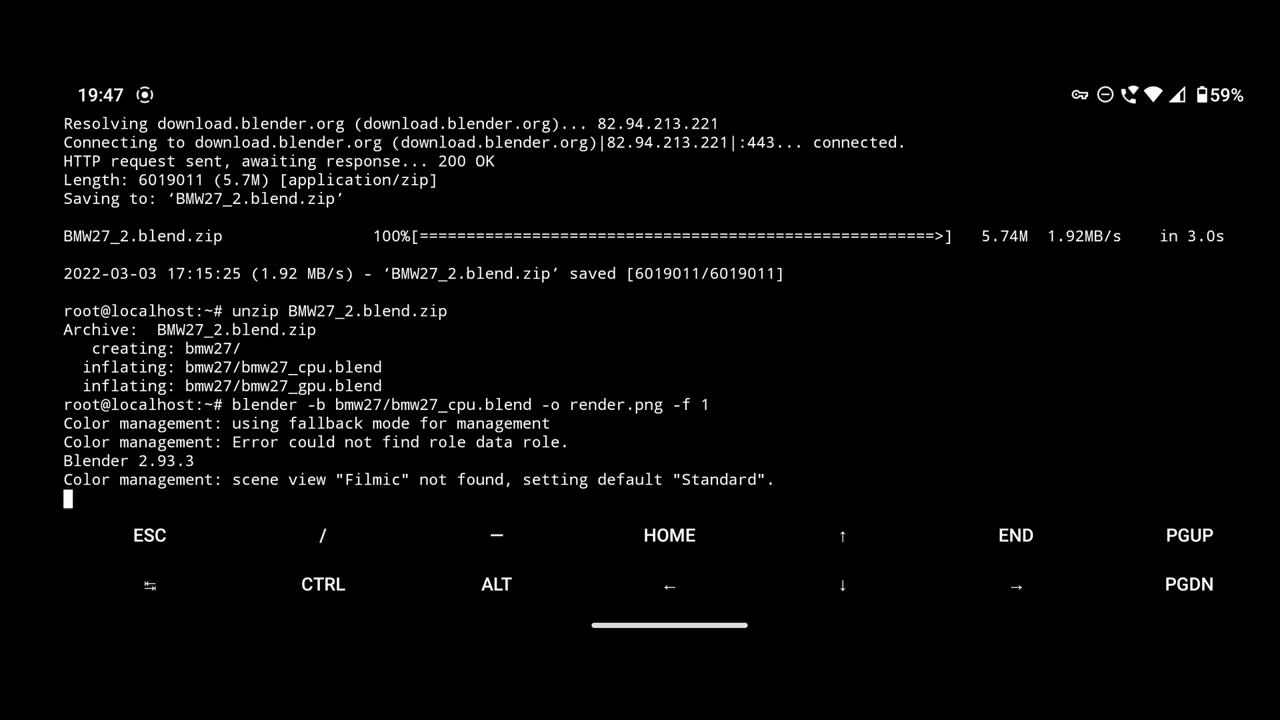 19:47 59%
Resolving download.blender.org (download.blender.org)... 82.94.213.221
Connecting to download.blender.org (download.blender.org)|82.94.213.221|:443... connected.
HTTP request sent, awaiting response... 200 OK
Length: 6019011 (5.7M) [application/zip]
Saving to: ‘BMW27_2.blend.zip’
BMW27_2.blend.zip 100%[=======================================================>] 5.74M 1.92MB/s in 3.0s
2022-03-03 17:15:25 (1.92 MB/s) - ‘BMW27_2.blend.zip’ saved [6019011/6019011]
root@localhost:~# unzip BMW27_2.blend.zip
Archive: BMW27_2.blend.zip
creating: bmw27/
inflating: bmw27/bmw27_cpu.blend
inflating: bmw27/bmw27_gpu.blend
root@localhost:~# blender -b bmw27/bmw27_cpu.blend -o render.png -f 1
Color management: using fallback mode for management
Color management: Error could not find role data role.
Blender 2.93.3
Color management: scene view "Filmic" not found, setting default "Standard".
ESC / — HOME ↑ END PGUP
↹ CTRL ALT ← ↓ → PGDN